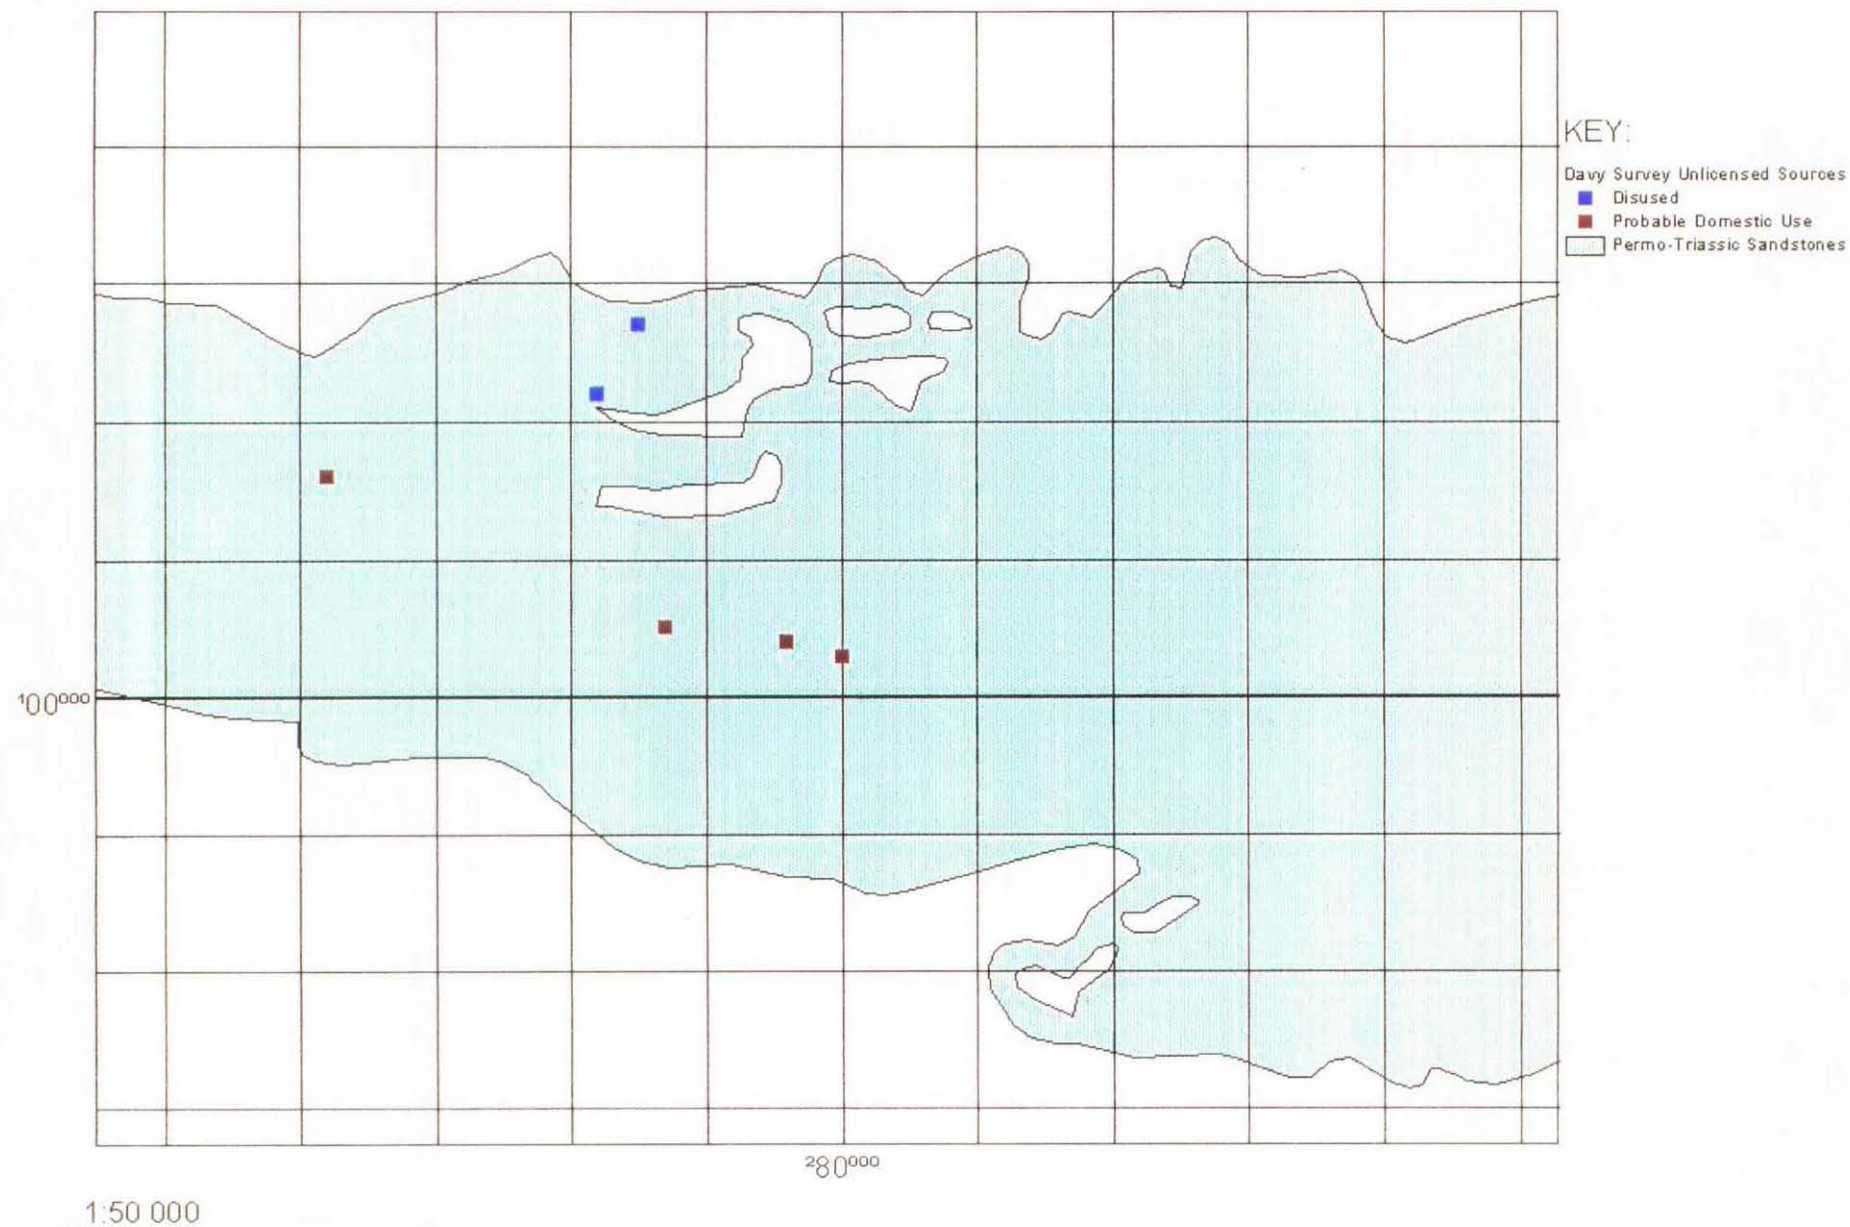 KEY:
Davy Survey Unlicensed Sources
Disused
Probable Domestic Use
Permo-Triassic Sandstones
¹00⁰⁰⁰
²80⁰⁰⁰
1:50 000